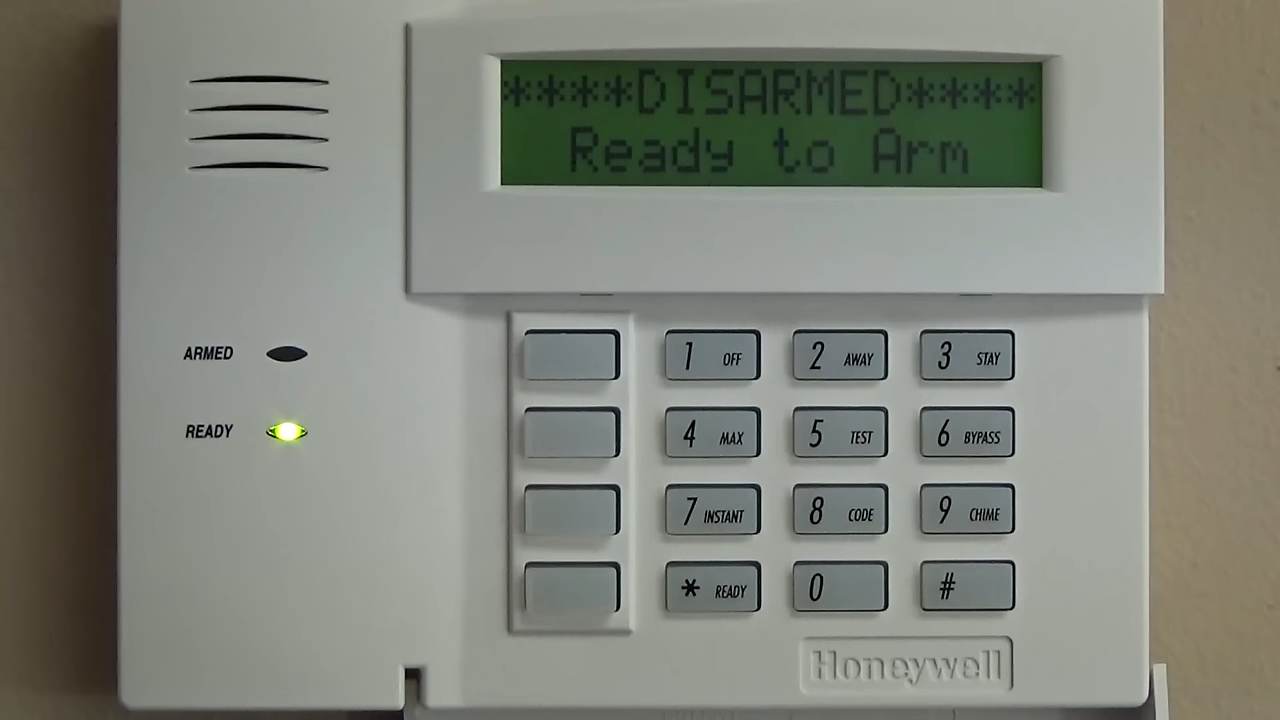 ****DISARMED****
Ready to Arm
ARMED
READY
1 OFF
2 AWAY
3 STAY
4 MAX
5 TEST
6 BYPASS
7 INSTANT
8 CODE
9 CHIME
* READY
0
#
Honeywell